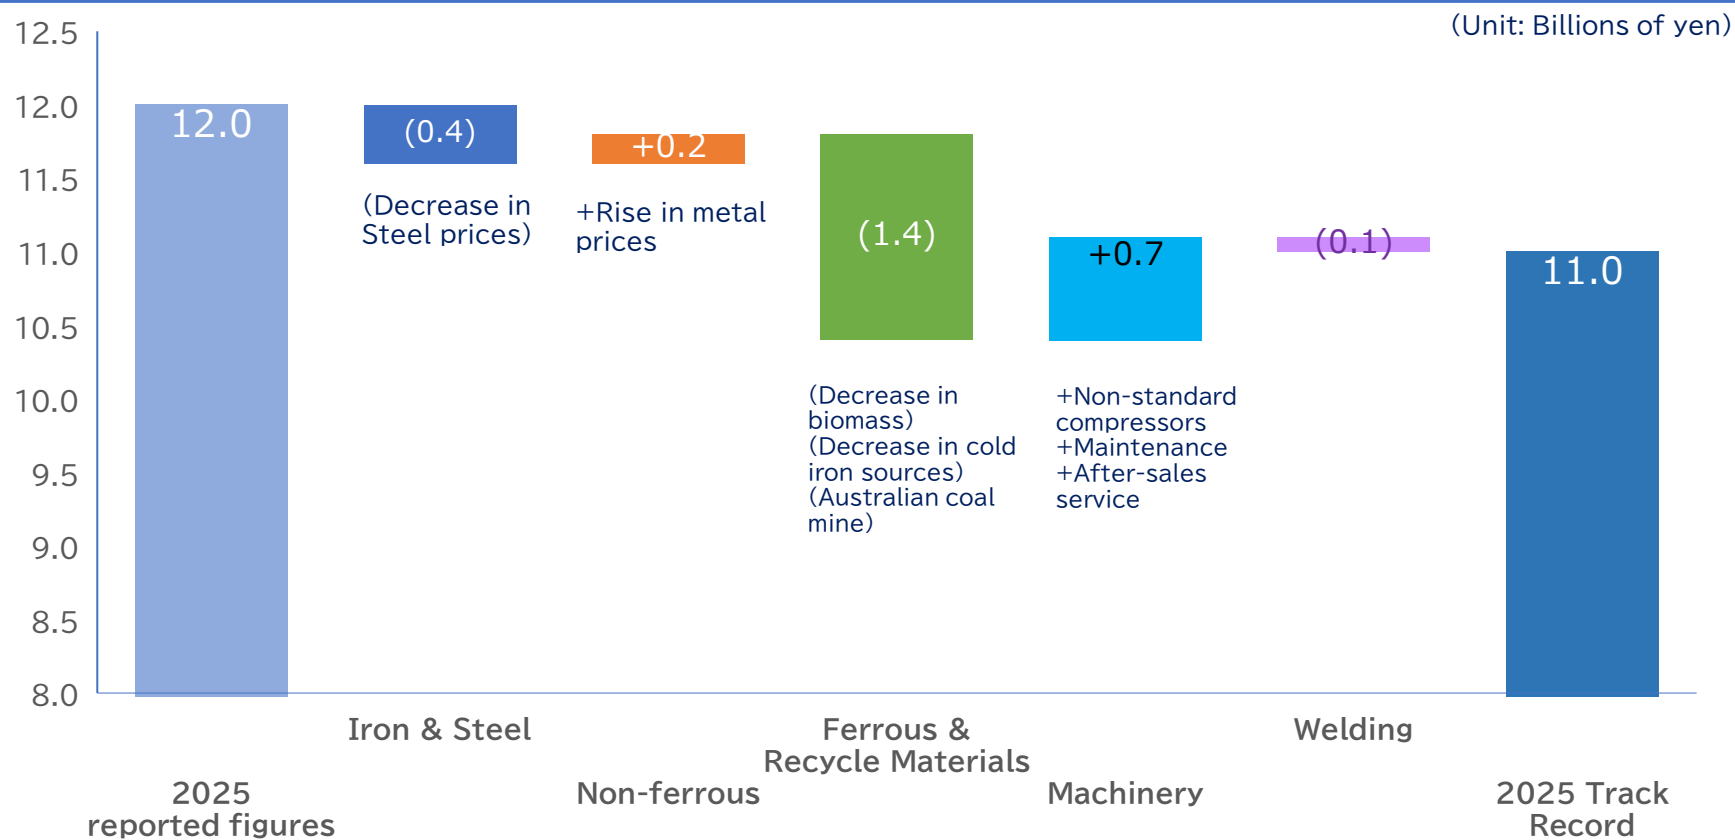 (Unit: Billions of yen)
12.5
12.0
11.5
11.0
10.5
10.0
9.5
9.0
8.5
8.0
12.0
(0.4)
(Decrease in
Steel prices)
+0.2
+Rise in metal
prices
(1.4)
(Decrease in
biomass)
(Decrease in cold
iron sources)
(Australian coal
mine)
+0.7
+Non-standard
compressors
+Maintenance
+After-sales
service
(0.1)
11.0
2025
reported figures
Iron & Steel
Non-ferrous
Ferrous &
Recycle Materials
Machinery
Welding
2025 Track
Record